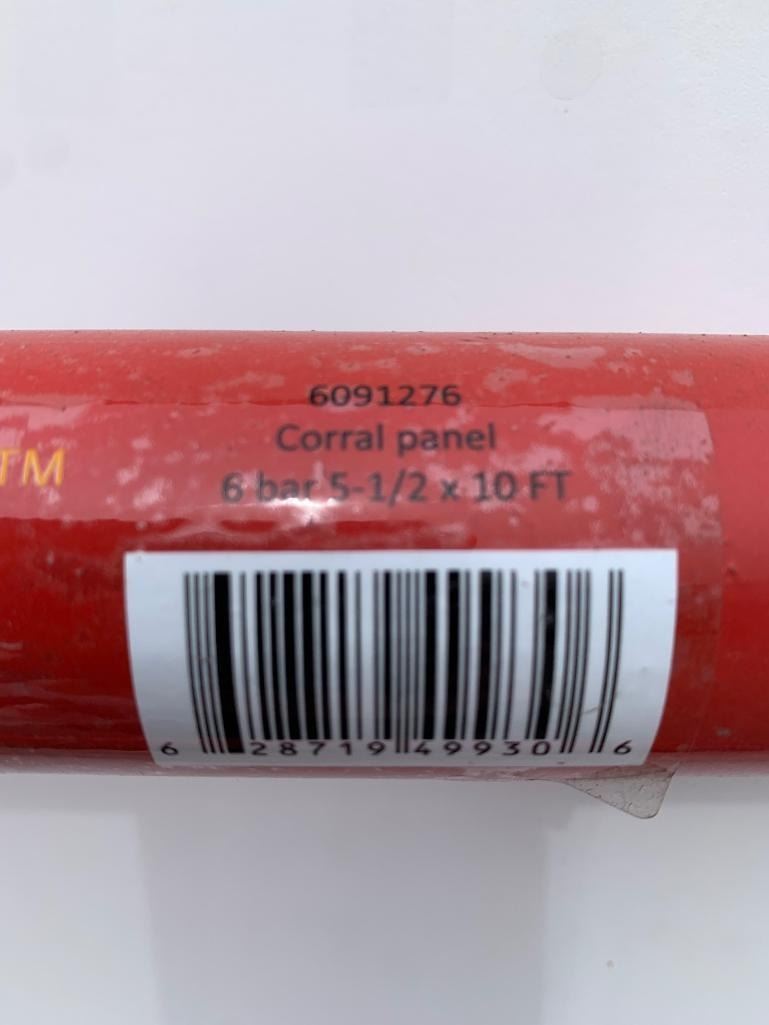 6091276
Corral panel
TM
6 bar 5-1/2 x 10 FT
6 28719 49930 6